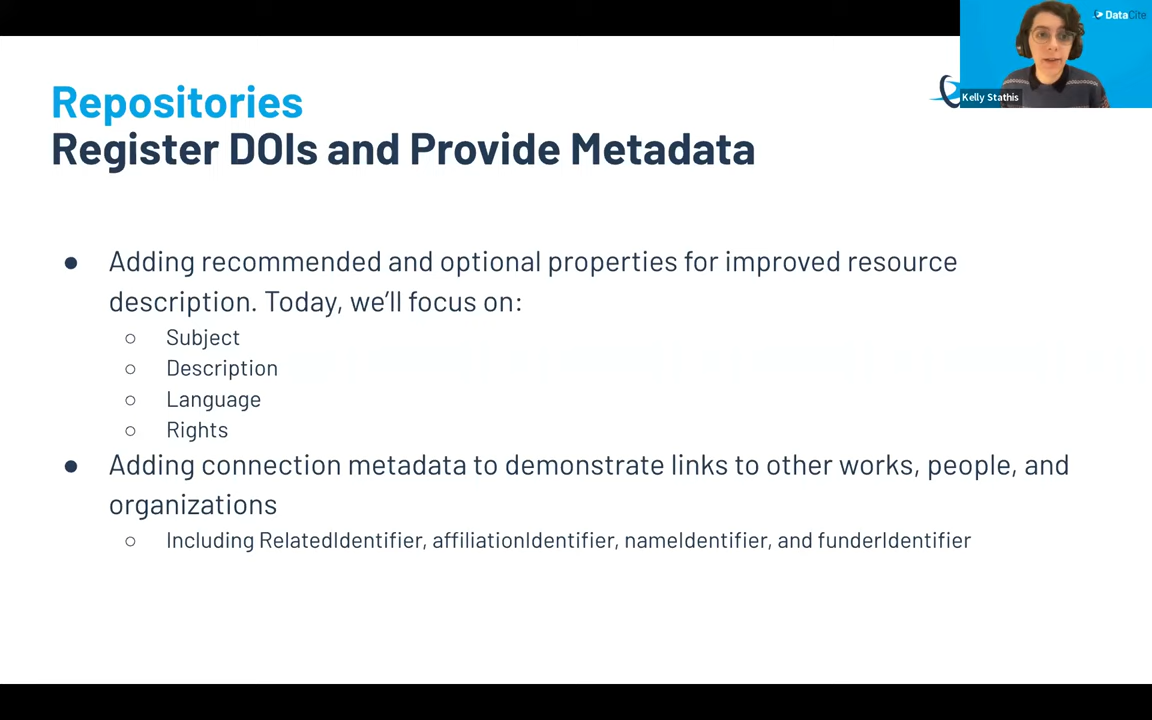 DataCite
Kelly Stathis
Repositories
Register DOIs and Provide Metadata
● Adding recommended and optional properties for improved resource
description. Today, we'll focus on:
○ Subject
○ Description
○ Language
○ Rights
● Adding connection metadata to demonstrate links to other works, people, and
organizations
○ Including RelatedIdentifier, affiliationIdentifier, nameIdentifier, and funderIdentifier